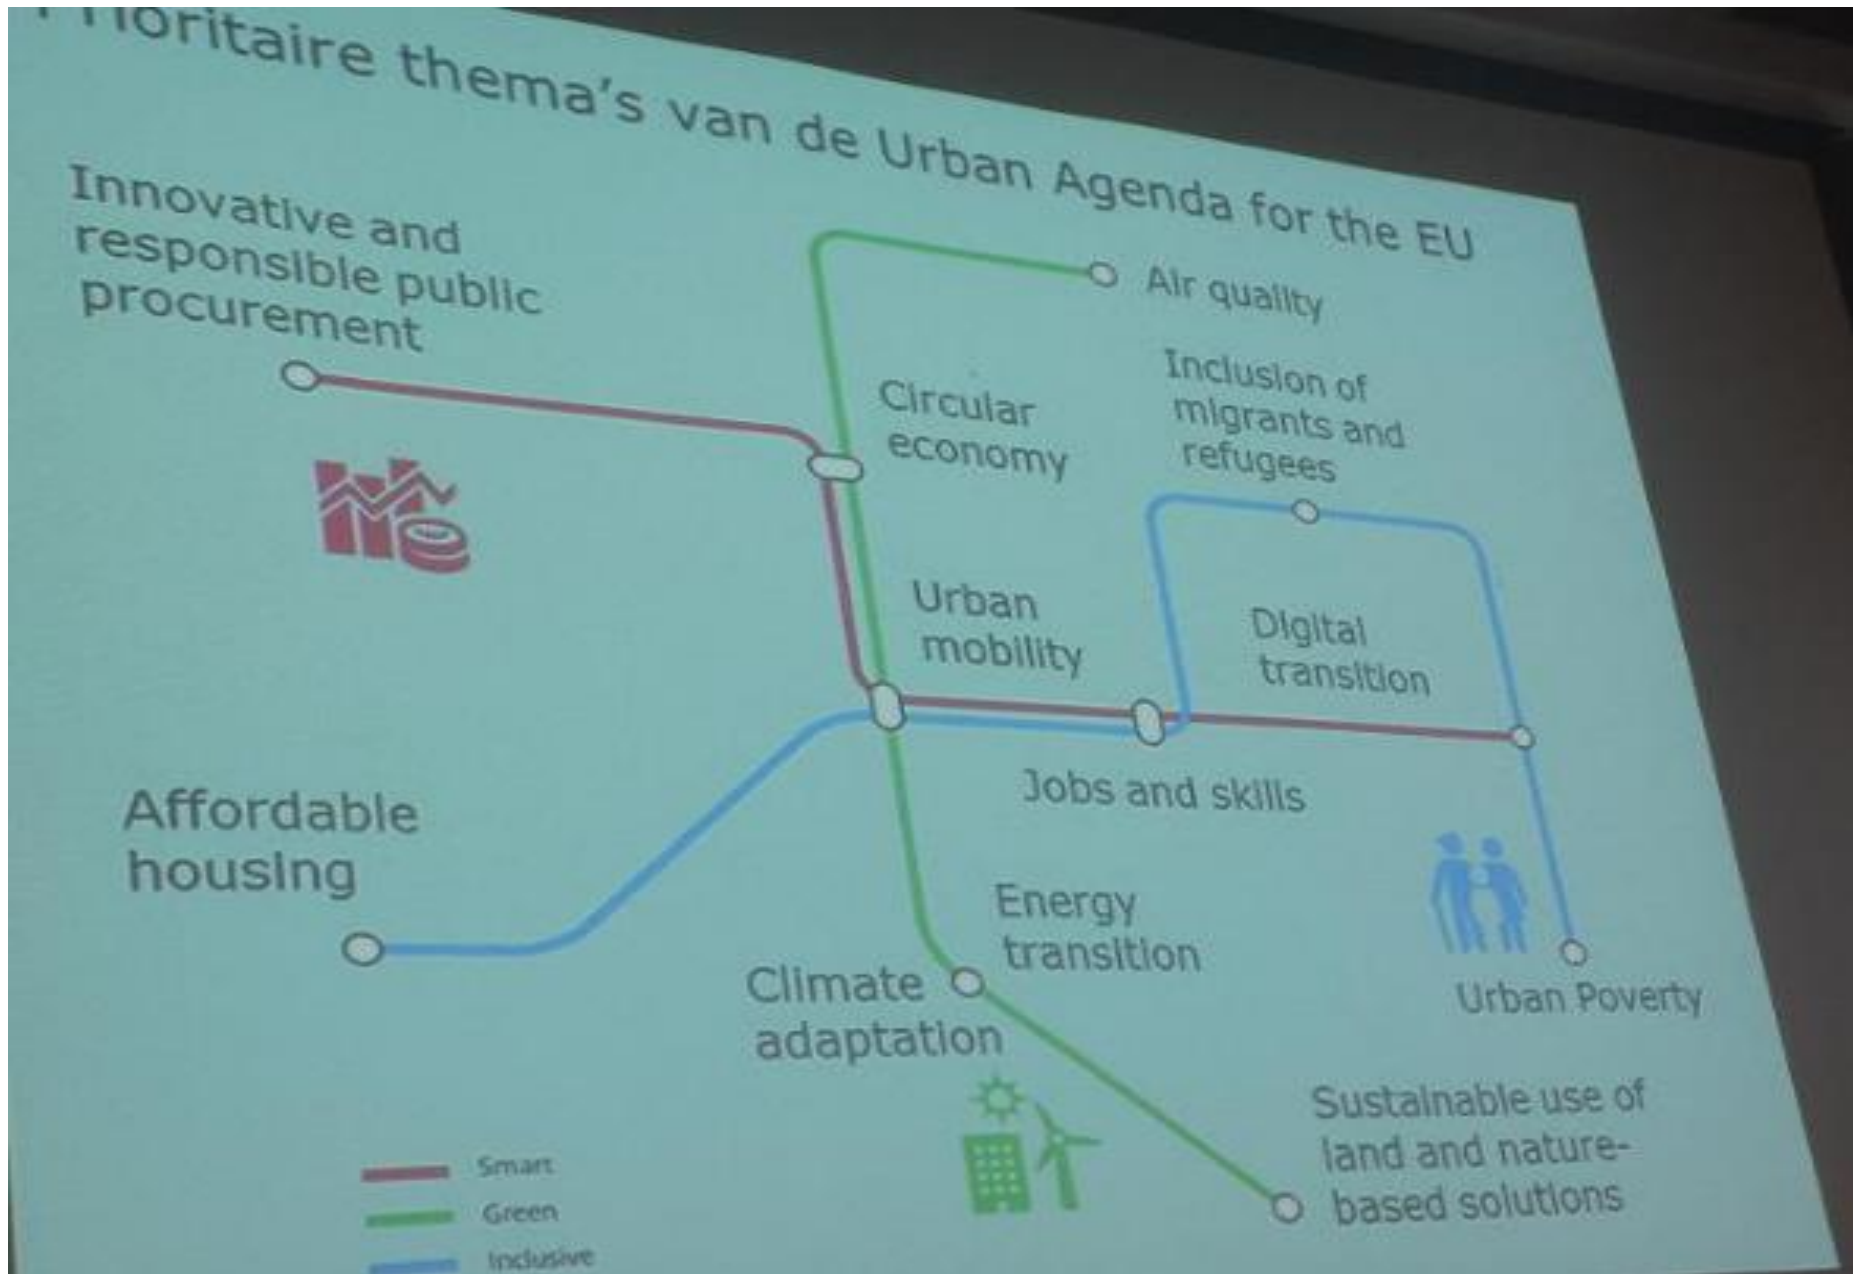 Prioritaire thema's van de Urban Agenda for the EU
Innovative and
responsible public
procurement
Air quality
Circular
economy
Inclusion of
migrants and
refugees
Urban
mobility
Digital
transition
Jobs and skills
Affordable
housing
Energy
transition
Climate
adaptation
Urban Poverty
Sustainable use of
land and nature-
based solutions
Smart
Green
Inclusive